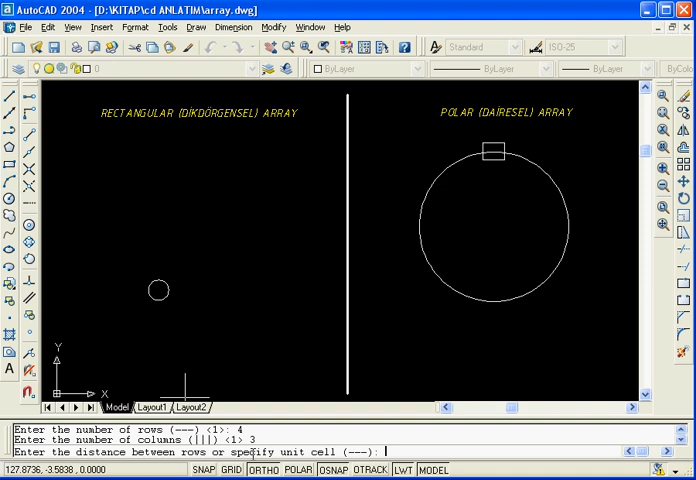 AutoCAD 2004 - [D:\KITAP\cd ANLATIM\array.dwg]
File Edit View Insert Format Tools Draw Dimension Modify Window Help
Standard ISO-25
0 ByLayer ByLayer ByLayer ByColo
RECTANGULAR (DİKDÖRGENSEL) ARRAY
POLAR (DAİRESEL) ARRAY
Y
X
A
Model Layout1 Layout2
Enter the number of rows (---) <1>: 4
Enter the number of columns (|||) <1> 3
Enter the distance between rows or specify unit cell (---):
127.8736, -3.5838, 0.0000 SNAP GRID ORTHO POLAR OSNAP OTRACK LWT MODEL